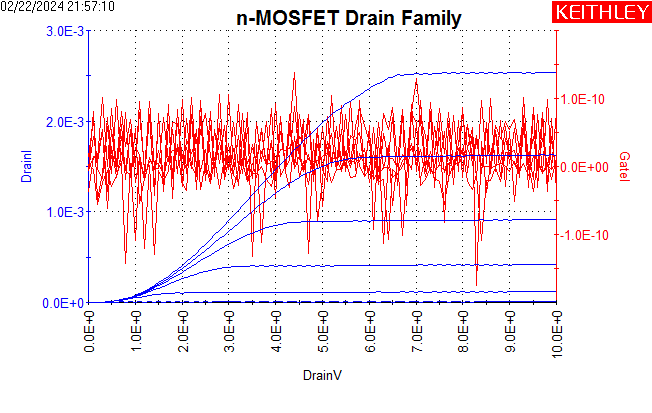 02/22/2024 21:57:10
n-MOSFET Drain Family
KEITHLEY
3.0E-3
2.0E-3
1.0E-3
0.0E+0
DrainI
1.0E-10
0.0E+00
-1.0E-10
GateI
0.0E+0
1.0E+0
2.0E+0
3.0E+0
4.0E+0
5.0E+0
6.0E+0
7.0E+0
8.0E+0
9.0E+0
10.0E+0
DrainV